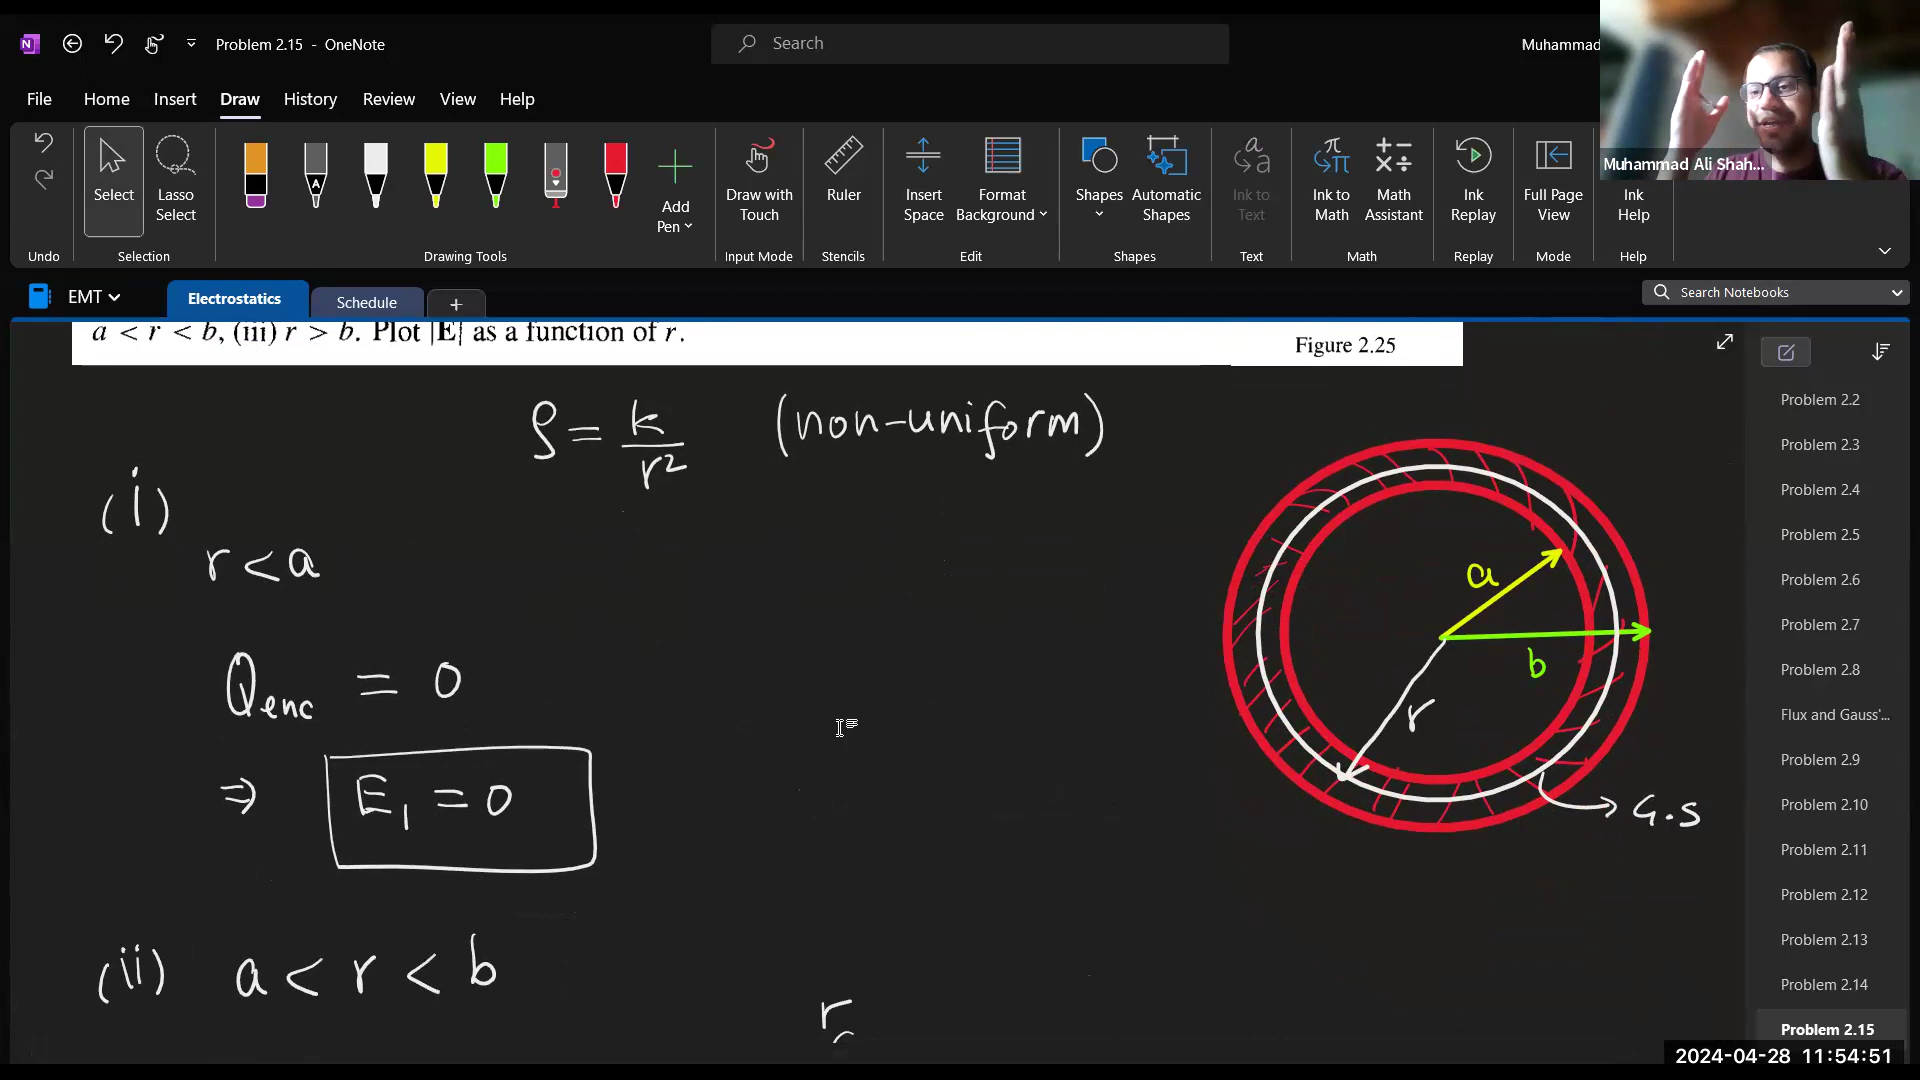 Problem 2.15 - OneNote
Search
Muhammad
File Home Insert Draw History Review View Help
Muhammad Ali Shah...
Select
Lasso Select
Add Pen
Draw with Touch
Ruler
Insert Space
Format Background
Shapes
Automatic Shapes
Ink to Text
Ink to Math
Math Assistant
Ink Replay
Full Page View
Ink Help
Undo Selection Drawing Tools Input Mode Stencils Edit Shapes Text Math Replay Mode Help
EMT
Electrostatics
Schedule
Search Notebooks
a < r < b, (iii) r > b. Plot |E| as a function of r.
Figure 2.25
ρ = k/r² (non-uniform)
(i)
r < a
Qenc = 0
⇒ E₁ = 0
(ii) a < r < b
r
a
b
r
G.S
Problem 2.2
Problem 2.3
Problem 2.4
Problem 2.5
Problem 2.6
Problem 2.7
Problem 2.8
Flux and Gauss'...
Problem 2.9
Problem 2.10
Problem 2.11
Problem 2.12
Problem 2.13
Problem 2.14
Problem 2.15
2024-04-28 11:54:51